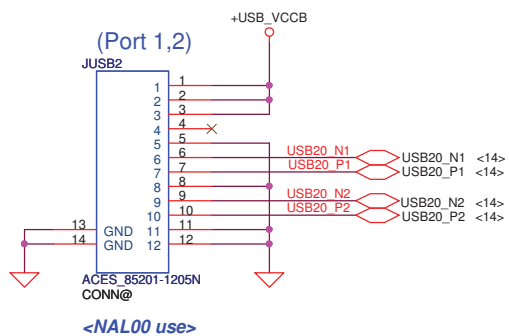 +USB_VCCB
(Port 1,2)
JUSB2
1 1
2 2
3 3
4 4
5 5
6 6 USB20_N1 USB20_N1 <14>
7 7 USB20_P1 USB20_P1 <14>
8 8
9 9 USB20_N2 USB20_N2 <14>
10 10 USB20_P2 USB20_P2 <14>
13 GND 11 11
14 GND 12 12
ACES_85201-1205N
CONN@
<NAL00 use>